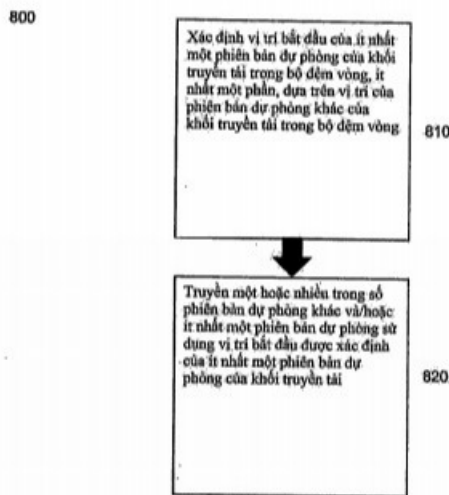 800
Xác định vị trí bắt đầu của ít nhất
một phiên bản dự phòng của khối
truyền tải trong bộ đệm vòng, ít
nhất một phần, dựa trên vị trí của
phiên bản dự phòng khác của
khối truyền tải trong bộ đệm vòng
810
Truyền một hoặc nhiều trong số
phiên bản dự phòng khác và/hoặc
ít nhất một phiên bản dự phòng sử
dụng vị trí bắt đầu được xác định
của ít nhất một phiên bản dự
phòng của khối truyền tải
820